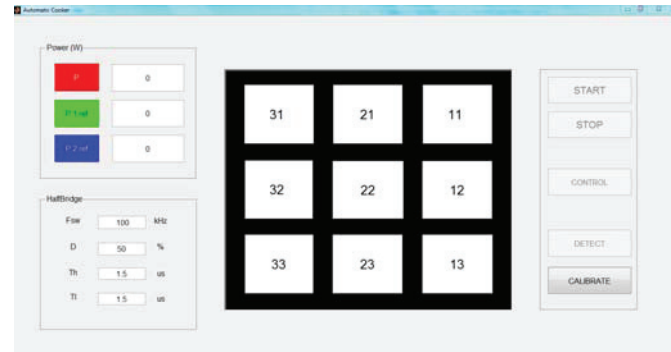 Automatic Cooker
Power (W)
P 0
P 1 ref 0
P 2 ref 0
HalfBridge
Fsw 100 kHz
D 50 %
Th 1.5 us
Tl 1.5 us
31 21 11
32 22 12
33 23 13
START
STOP
CONTROL
DETECT
CALIBRATE